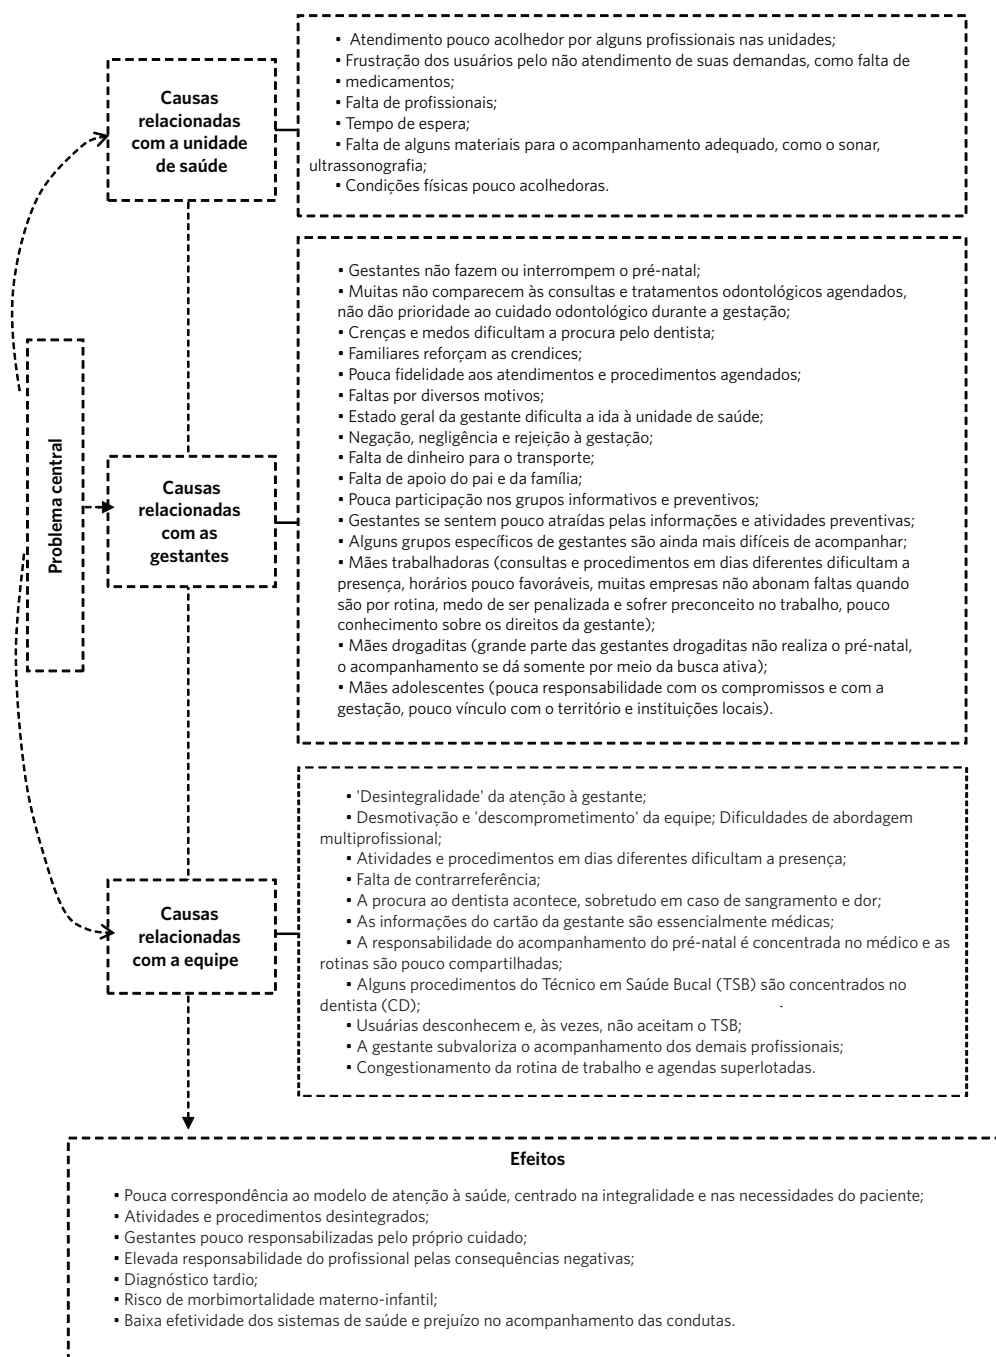 Problema central
Causas
relacionadas
com a unidade
de saúde
▪ Atendimento pouco acolhedor por alguns profissionais nas unidades;
▪ Frustração dos usuários pelo não atendimento de suas demandas, como falta de
▪ medicamentos;
▪ Falta de profissionais;
▪ Tempo de espera;
▪ Falta de alguns materiais para o acompanhamento adequado, como o sonar,
ultrassonografia;
▪ Condições físicas pouco acolhedoras.
Causas
relacionadas
com as
gestantes
▪ Gestantes não fazem ou interrompem o pré-natal;
▪ Muitas não comparecem às consultas e tratamentos odontológicos agendados,
não dão prioridade ao cuidado odontológico durante a gestação;
▪ Crenças e medos dificultam a procura pelo dentista;
▪ Familiares reforçam as crendices;
▪ Pouca fidelidade aos atendimentos e procedimentos agendados;
▪ Faltas por diversos motivos;
▪ Estado geral da gestante dificulta a ida à unidade de saúde;
▪ Negação, negligência e rejeição à gestação;
▪ Falta de dinheiro para o transporte;
▪ Falta de apoio do pai e da família;
▪ Pouca participação nos grupos informativos e preventivos;
▪ Gestantes se sentem pouco atraídas pelas informações e atividades preventivas;
▪ Alguns grupos específicos de gestantes são ainda mais difíceis de acompanhar;
▪ Mães trabalhadoras (consultas e procedimentos em dias diferentes dificultam a
presença, horários pouco favoráveis, muitas empresas não abonam faltas quando
são por rotina, medo de ser penalizada e sofrer preconceito no trabalho, pouco
conhecimento sobre os direitos da gestante);
▪ Mães drogaditas (grande parte das gestantes drogaditas não realiza o pré-natal,
o acompanhamento se dá somente por meio da busca ativa);
▪ Mães adolescentes (pouca responsabilidade com os compromissos e com a
gestação, pouco vínculo com o território e instituições locais).
Causas
relacionadas
com a equipe
▪ 'Desintegralidade' da atenção à gestante;
▪ Desmotivação e 'descomprometimento' da equipe; Dificuldades de abordagem
multiprofissional;
▪ Atividades e procedimentos em dias diferentes dificultam a presença;
▪ Falta de contrarreferência;
▪ A procura ao dentista acontece, sobretudo em caso de sangramento e dor;
▪ As informações do cartão da gestante são essencialmente médicas;
▪ A responsabilidade do acompanhamento do pré-natal é concentrada no médico e as
rotinas são pouco compartilhadas;
▪ Alguns procedimentos do Técnico em Saúde Bucal (TSB) são concentrados no
dentista (CD);
▪ Usuárias desconhecem e, às vezes, não aceitam o TSB;
▪ A gestante subvaloriza o acompanhamento dos demais profissionais;
▪ Congestionamento da rotina de trabalho e agendas superlotadas.
Efeitos
▪ Pouca correspondência ao modelo de atenção à saúde, centrado na integralidade e nas necessidades do paciente;
▪ Atividades e procedimentos desintegrados;
▪ Gestantes pouco responsabilizadas pelo próprio cuidado;
▪ Elevada responsabilidade do profissional pelas consequências negativas;
▪ Diagnóstico tardio;
▪ Risco de morbimortalidade materno-infantil;
▪ Baixa efetividade dos sistemas de saúde e prejuízo no acompanhamento das condutas.